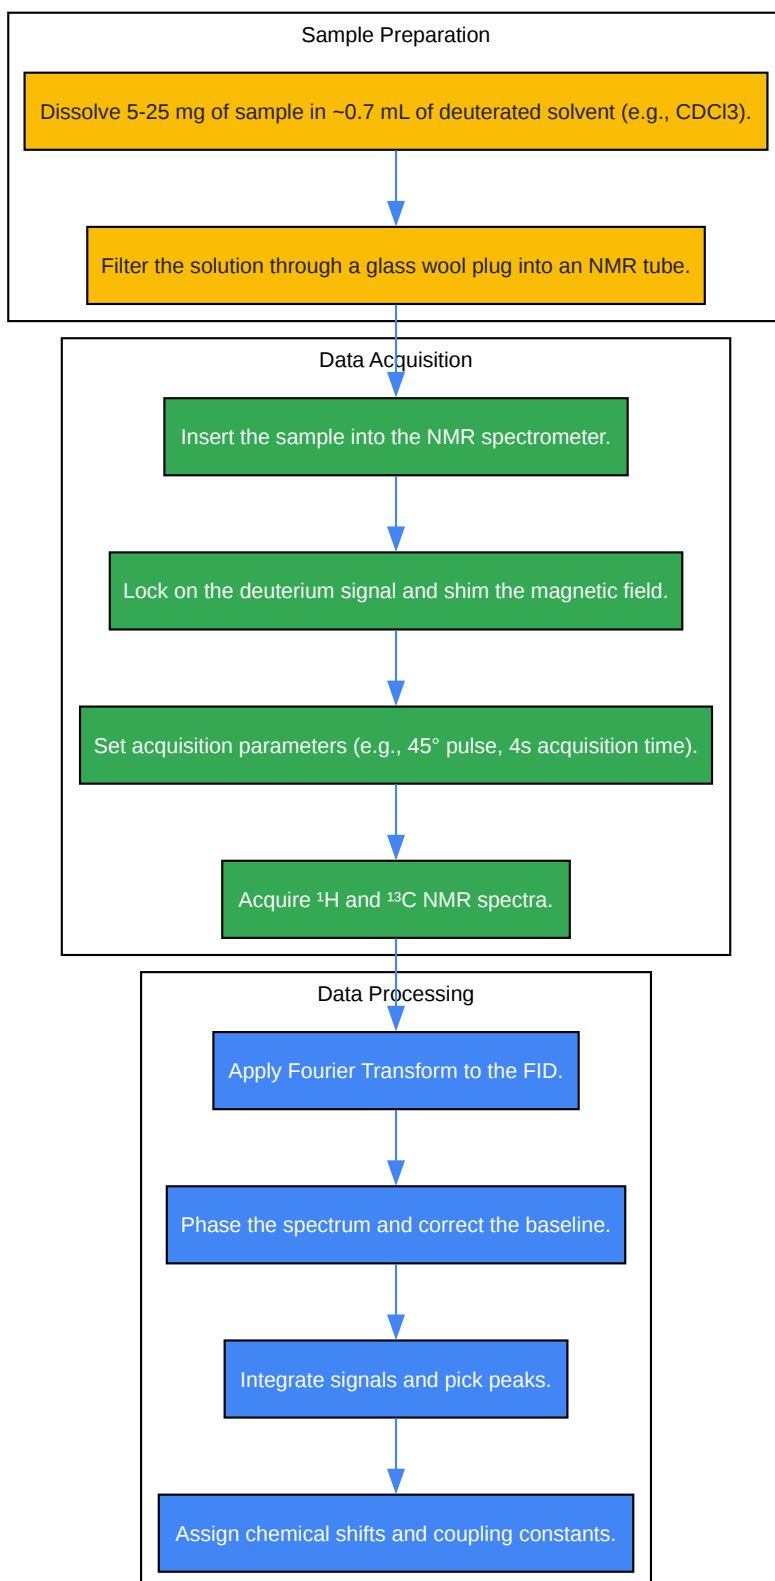 Sample Preparation
Dissolve 5-25 mg of sample in ~0.7 mL of deuterated solvent (e.g., CDCl3).
Filter the solution through a glass wool plug into an NMR tube.
Data Acquisition
Insert the sample into the NMR spectrometer.
Lock on the deuterium signal and shim the magnetic field.
Set acquisition parameters (e.g., 45° pulse, 4s acquisition time).
Acquire ¹H and ¹³C NMR spectra.
Data Processing
Apply Fourier Transform to the FID.
Phase the spectrum and correct the baseline.
Integrate signals and pick peaks.
Assign chemical shifts and coupling constants.